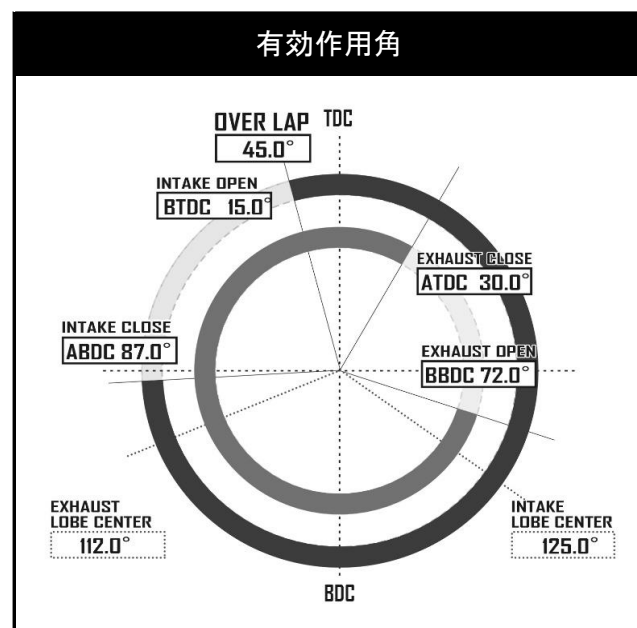 有効作用角
TDC
OVER LAP
45.0°
INTAKE OPEN
BTDC 15.0°
EXHAUST CLOSE
ATDC 30.0°
INTAKE CLOSE
ABDC 87.0°
EXHAUST OPEN
BBDC 72.0°
EXHAUST
LOBE CENTER
112.0°
INTAKE
LOBE CENTER
125.0°
BDC